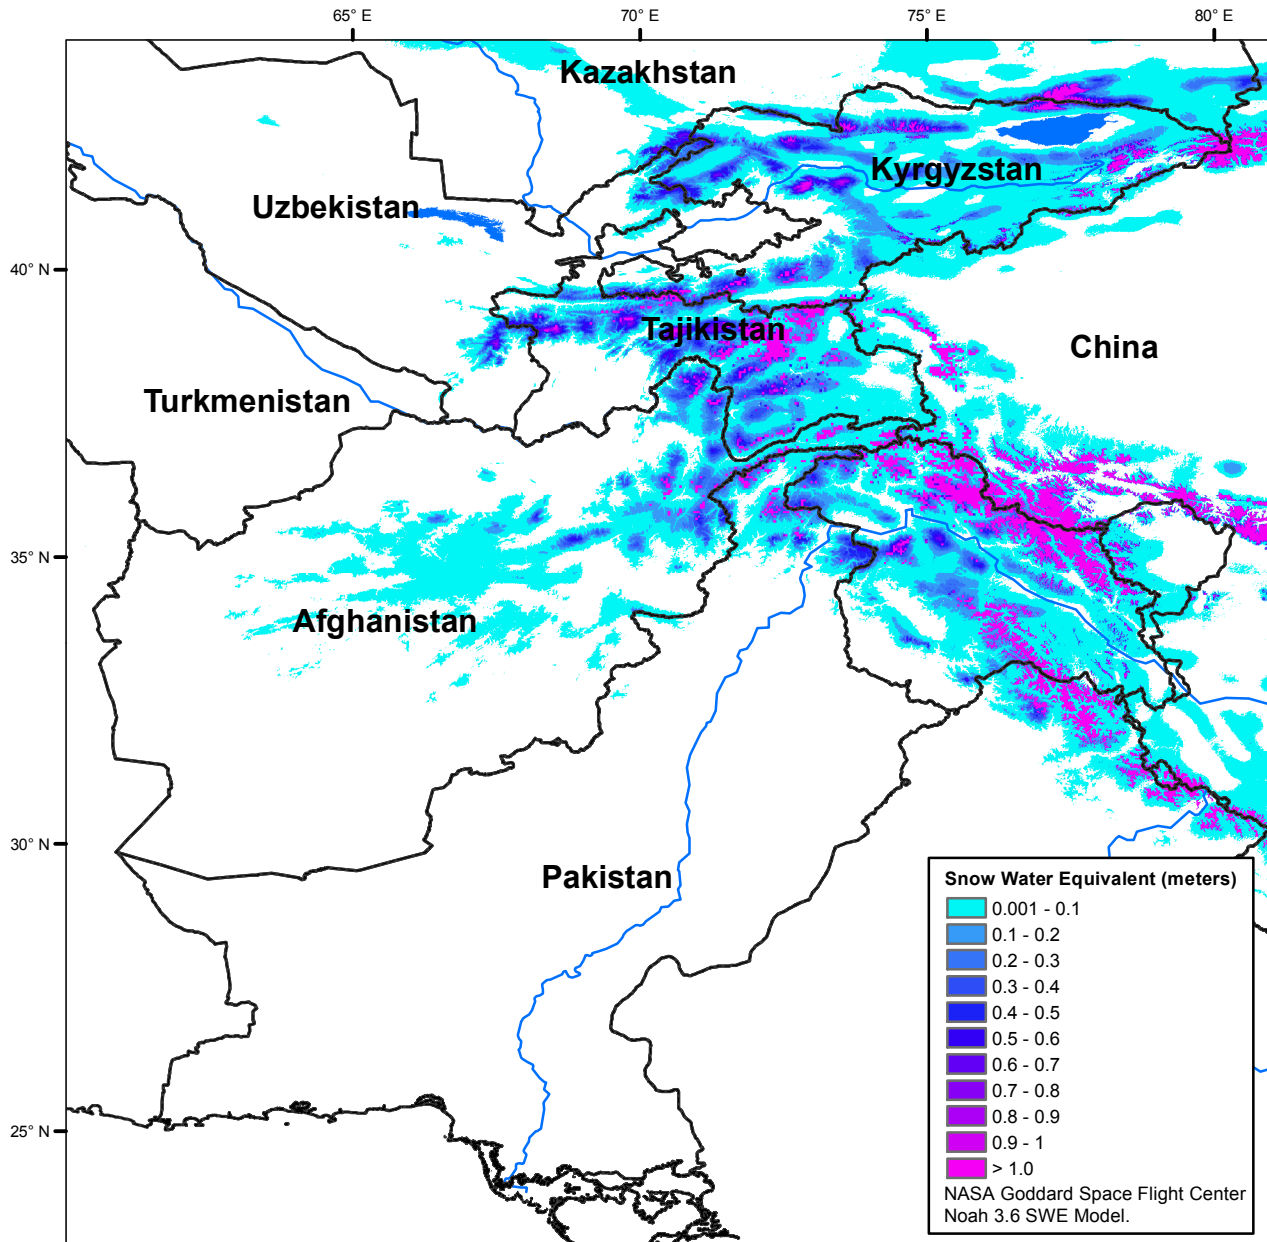 65° E
70° E
75° E
80° E
Kazakhstan
Kyrgyzstan
Uzbekistan
40° N
Tajikistan
China
Turkmenistan
35° N
Afghanistan
30° N
Pakistan
25° N
Snow Water Equivalent (meters)
0.001 - 0.1
0.1 - 0.2
0.2 - 0.3
0.3 - 0.4
0.4 - 0.5
0.5 - 0.6
0.6 - 0.7
0.7 - 0.8
0.8 - 0.9
0.9 - 1
> 1.0
NASA Goddard Space Flight Center
Noah 3.6 SWE Model.